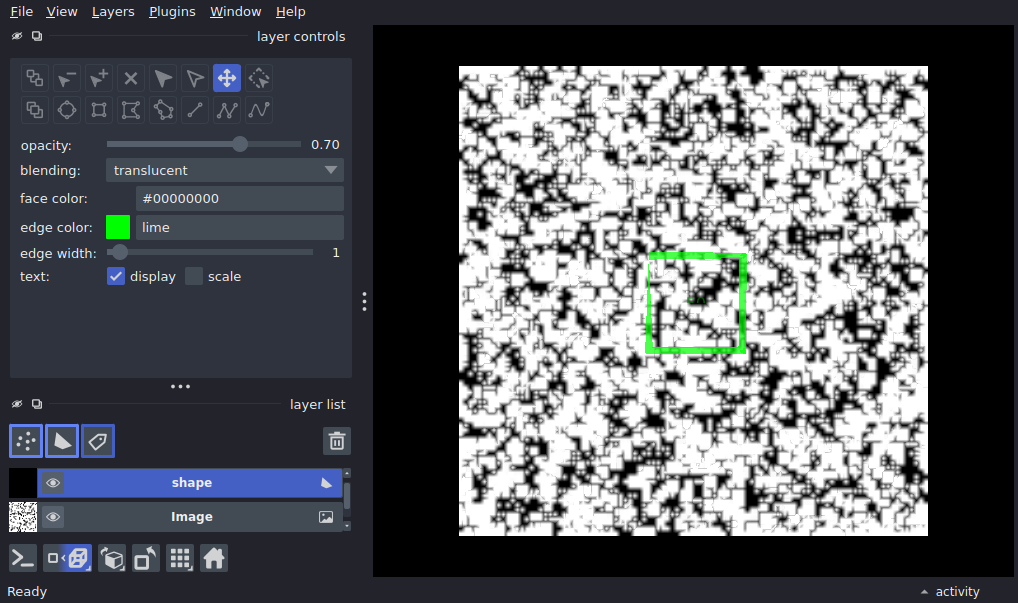 File View Layers Plugins Window Help
layer controls
opacity: 0.70
blending: translucent
face color: #00000000
edge color: lime
edge width: 1
text: display scale
layer list
shape
Image
Ready activity